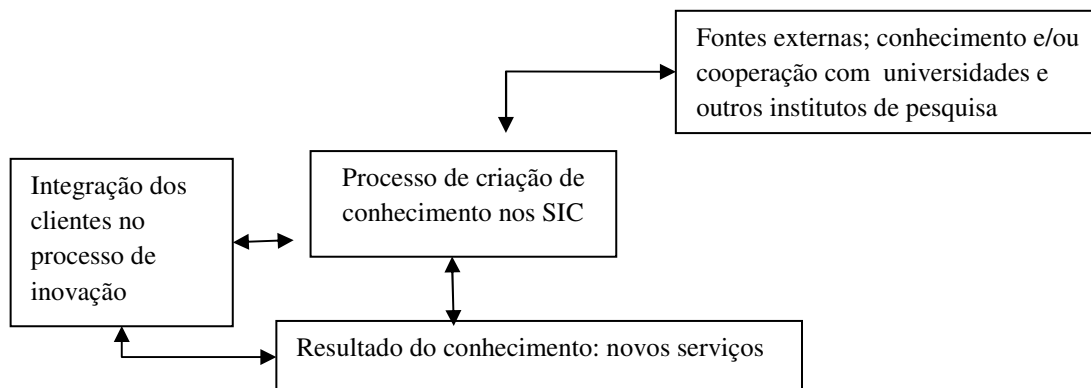 Fontes externas; conhecimento e/ou
cooperação com universidades e
outros institutos de pesquisa
Processo de criação de
conhecimento nos SIC
Integração dos
clientes no
processo de
inovação
Resultado do conhecimento: novos serviços